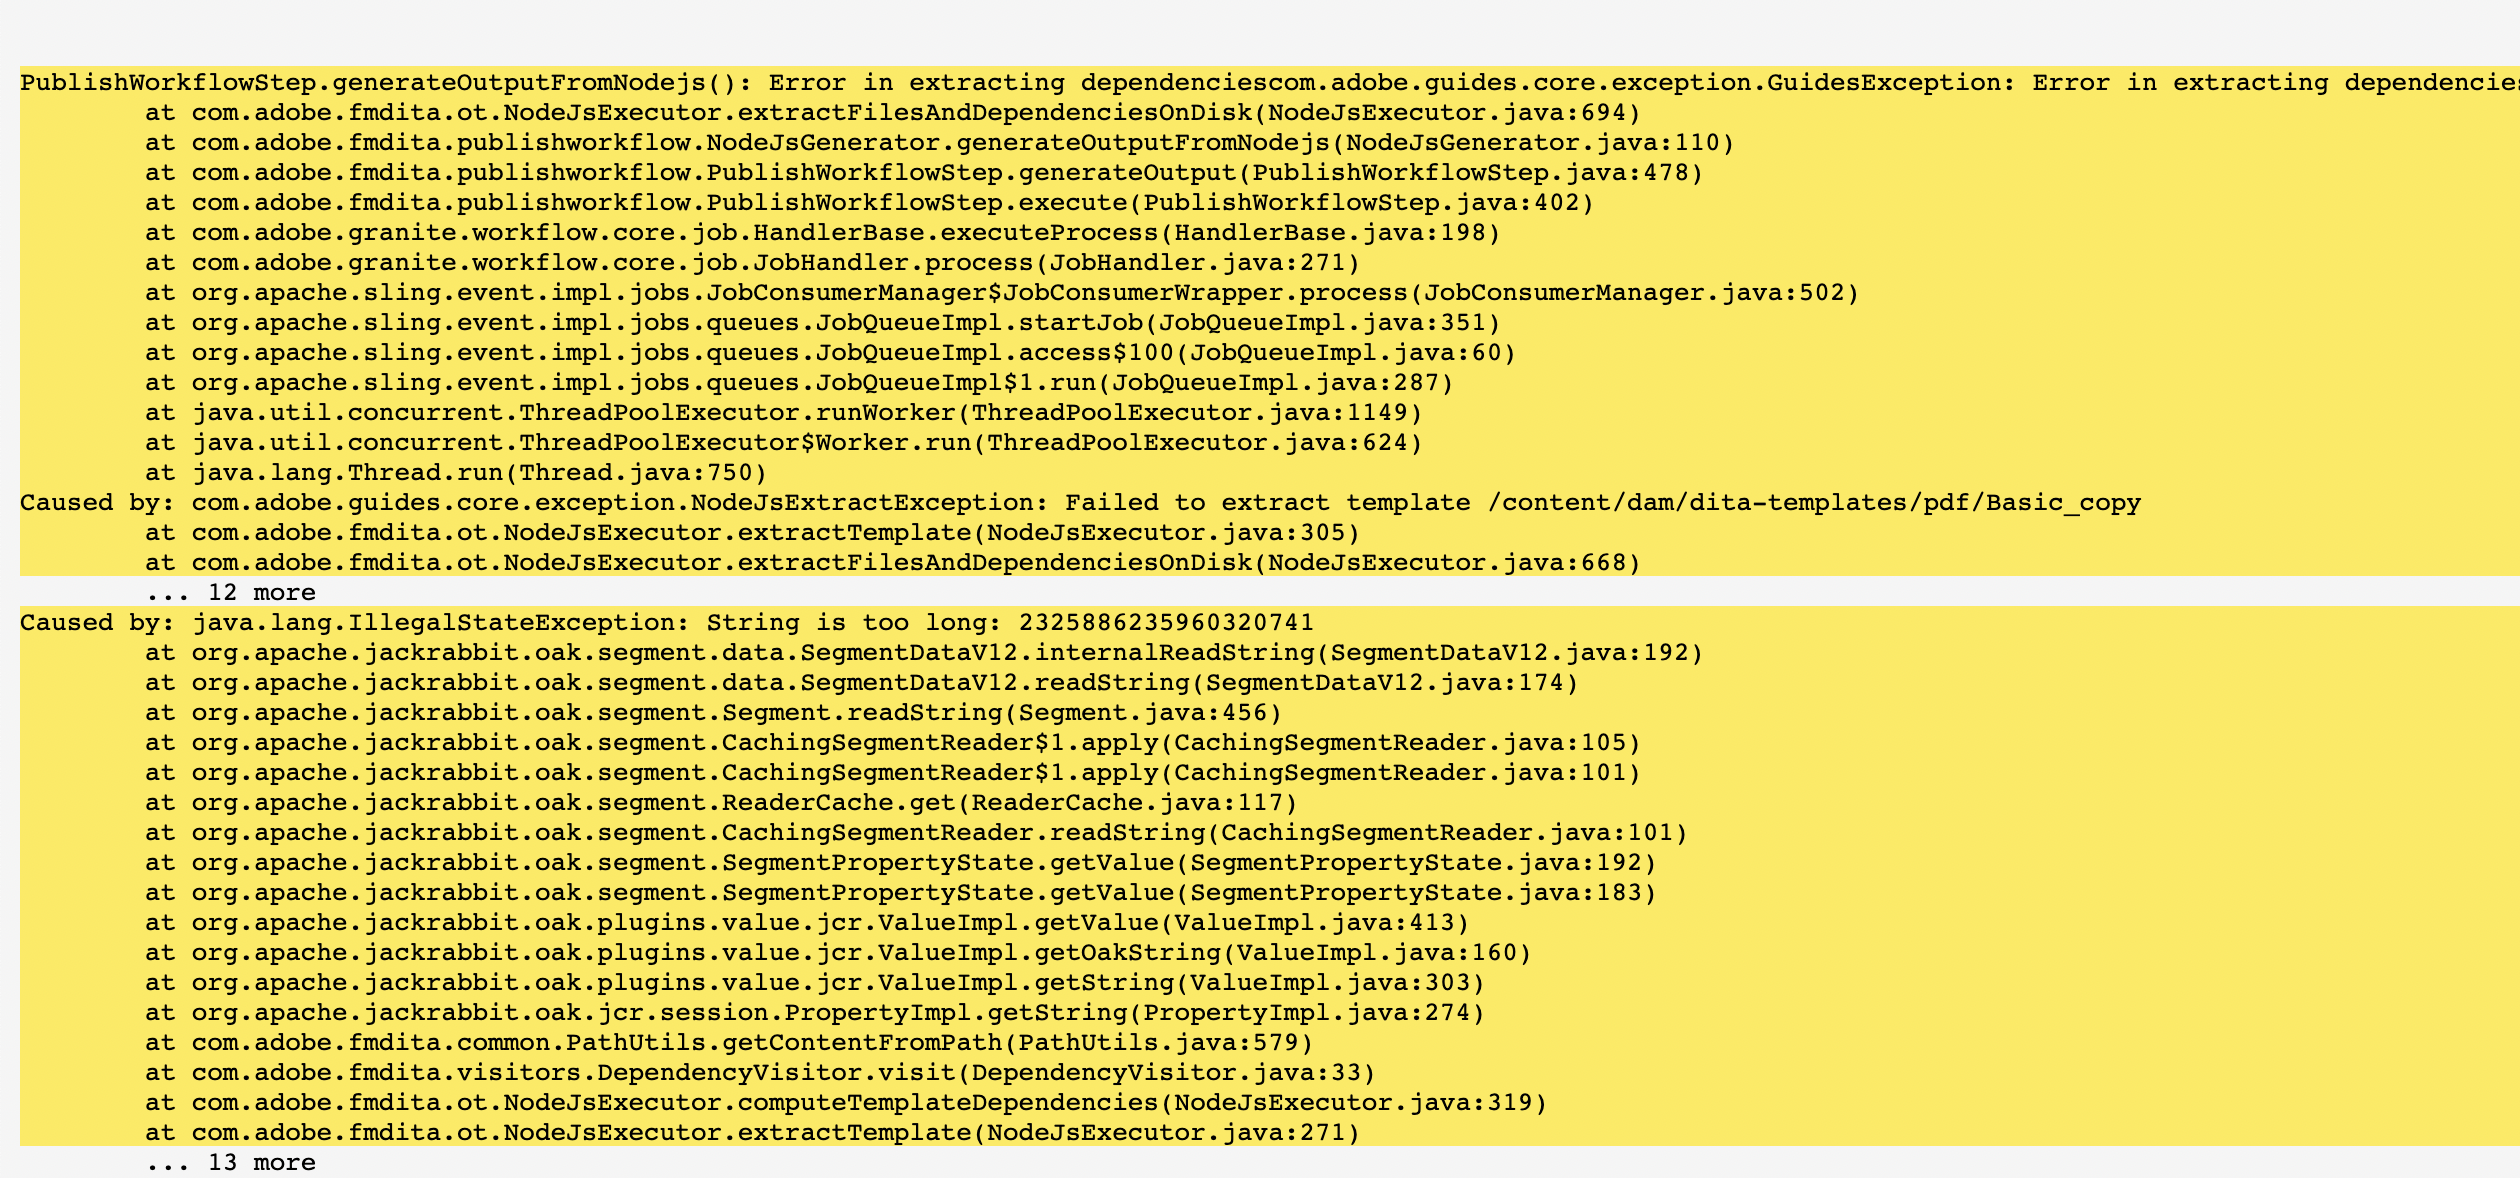 PublishWorkflowStep.generateOutputFromNodejs(): Error in extracting dependenciescom.adobe.guides.core.exception.GuidesException: Error in extracting dependencies
at com.adobe.fmdita.ot.NodeJsExecutor.extractFilesAndDependenciesOnDisk(NodeJsExecutor.java:694)
at com.adobe.fmdita.publishworkflow.NodeJsGenerator.generateOutputFromNodejs(NodeJsGenerator.java:110)
at com.adobe.fmdita.publishworkflow.PublishWorkflowStep.generateOutput(PublishWorkflowStep.java:478)
at com.adobe.fmdita.publishworkflow.PublishWorkflowStep.execute(PublishWorkflowStep.java:402)
at com.adobe.granite.workflow.core.job.HandlerBase.executeProcess(HandlerBase.java:198)
at com.adobe.granite.workflow.core.job.JobHandler.process(JobHandler.java:271)
at org.apache.sling.event.impl.jobs.JobConsumerManager$JobConsumerWrapper.process(JobConsumerManager.java:502)
at org.apache.sling.event.impl.jobs.queues.JobQueueImpl.startJob(JobQueueImpl.java:351)
at org.apache.sling.event.impl.jobs.queues.JobQueueImpl.access$100(JobQueueImpl.java:60)
at org.apache.sling.event.impl.jobs.queues.JobQueueImpl$1.run(JobQueueImpl.java:287)
at java.util.concurrent.ThreadPoolExecutor.runWorker(ThreadPoolExecutor.java:1149)
at java.util.concurrent.ThreadPoolExecutor$Worker.run(ThreadPoolExecutor.java:624)
at java.lang.Thread.run(Thread.java:750)
Caused by: com.adobe.guides.core.exception.NodeJsExtractException: Failed to extract template /content/dam/dita-templates/pdf/Basic_copy
at com.adobe.fmdita.ot.NodeJsExecutor.extractTemplate(NodeJsExecutor.java:305)
at com.adobe.fmdita.ot.NodeJsExecutor.extractFilesAndDependenciesOnDisk(NodeJsExecutor.java:668)
... 12 more
Caused by: java.lang.IllegalStateException: String is too long: 2325886235960320741
at org.apache.jackrabbit.oak.segment.data.SegmentDataV12.internalReadString(SegmentDataV12.java:192)
at org.apache.jackrabbit.oak.segment.data.SegmentDataV12.readString(SegmentDataV12.java:174)
at org.apache.jackrabbit.oak.segment.Segment.readString(Segment.java:456)
at org.apache.jackrabbit.oak.segment.CachingSegmentReader$1.apply(CachingSegmentReader.java:105)
at org.apache.jackrabbit.oak.segment.CachingSegmentReader$1.apply(CachingSegmentReader.java:101)
at org.apache.jackrabbit.oak.segment.ReaderCache.get(ReaderCache.java:117)
at org.apache.jackrabbit.oak.segment.CachingSegmentReader.readString(CachingSegmentReader.java:101)
at org.apache.jackrabbit.oak.segment.SegmentPropertyState.getValue(SegmentPropertyState.java:192)
at org.apache.jackrabbit.oak.segment.SegmentPropertyState.getValue(SegmentPropertyState.java:183)
at org.apache.jackrabbit.oak.plugins.value.jcr.ValueImpl.getValue(ValueImpl.java:413)
at org.apache.jackrabbit.oak.plugins.value.jcr.ValueImpl.getOakString(ValueImpl.java:160)
at org.apache.jackrabbit.oak.plugins.value.jcr.ValueImpl.getString(ValueImpl.java:303)
at org.apache.jackrabbit.oak.jcr.session.PropertyImpl.getString(PropertyImpl.java:274)
at com.adobe.fmdita.common.PathUtils.getContentFromPath(PathUtils.java:579)
at com.adobe.fmdita.visitors.DependencyVisitor.visit(DependencyVisitor.java:33)
at com.adobe.fmdita.ot.NodeJsExecutor.computeTemplateDependencies(NodeJsExecutor.java:319)
at com.adobe.fmdita.ot.NodeJsExecutor.extractTemplate(NodeJsExecutor.java:271)
... 13 more